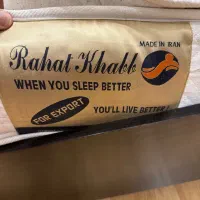 MADE IN IRAN
Rahat Khabb
WHEN YOU SLEEP BETTER
FOR EXPORT
YOU'LL LIVE BETTER!